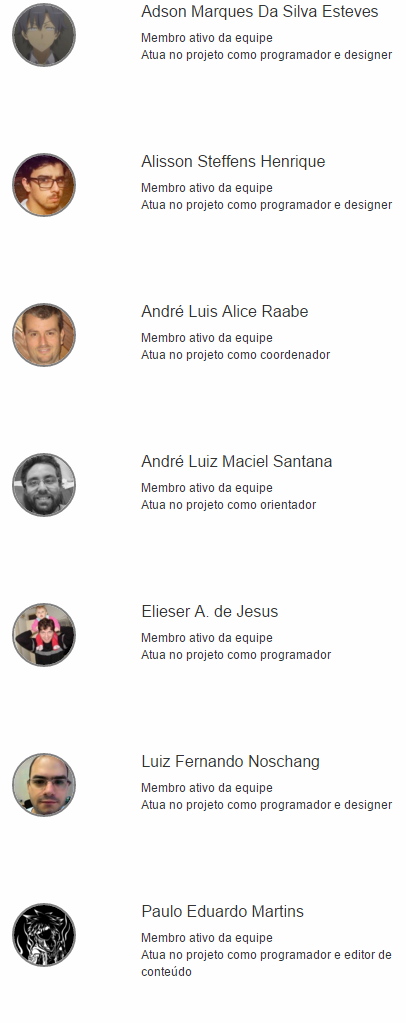 Adson Marques Da Silva Esteves
Membro ativo da equipe
Atua no projeto como programador e designer
Alisson Steffens Henrique
Membro ativo da equipe
Atua no projeto como programador e designer
André Luis Alice Raabe
Membro ativo da equipe
Atua no projeto como coordenador
André Luiz Maciel Santana
Membro ativo da equipe
Atua no projeto como orientador
Elieser A. de Jesus
Membro ativo da equipe
Atua no projeto como programador
Luiz Fernando Noschang
Membro ativo da equipe
Atua no projeto como programador e designer
Paulo Eduardo Martins
Membro ativo da equipe
Atua no projeto como programador e editor de
conteúdo